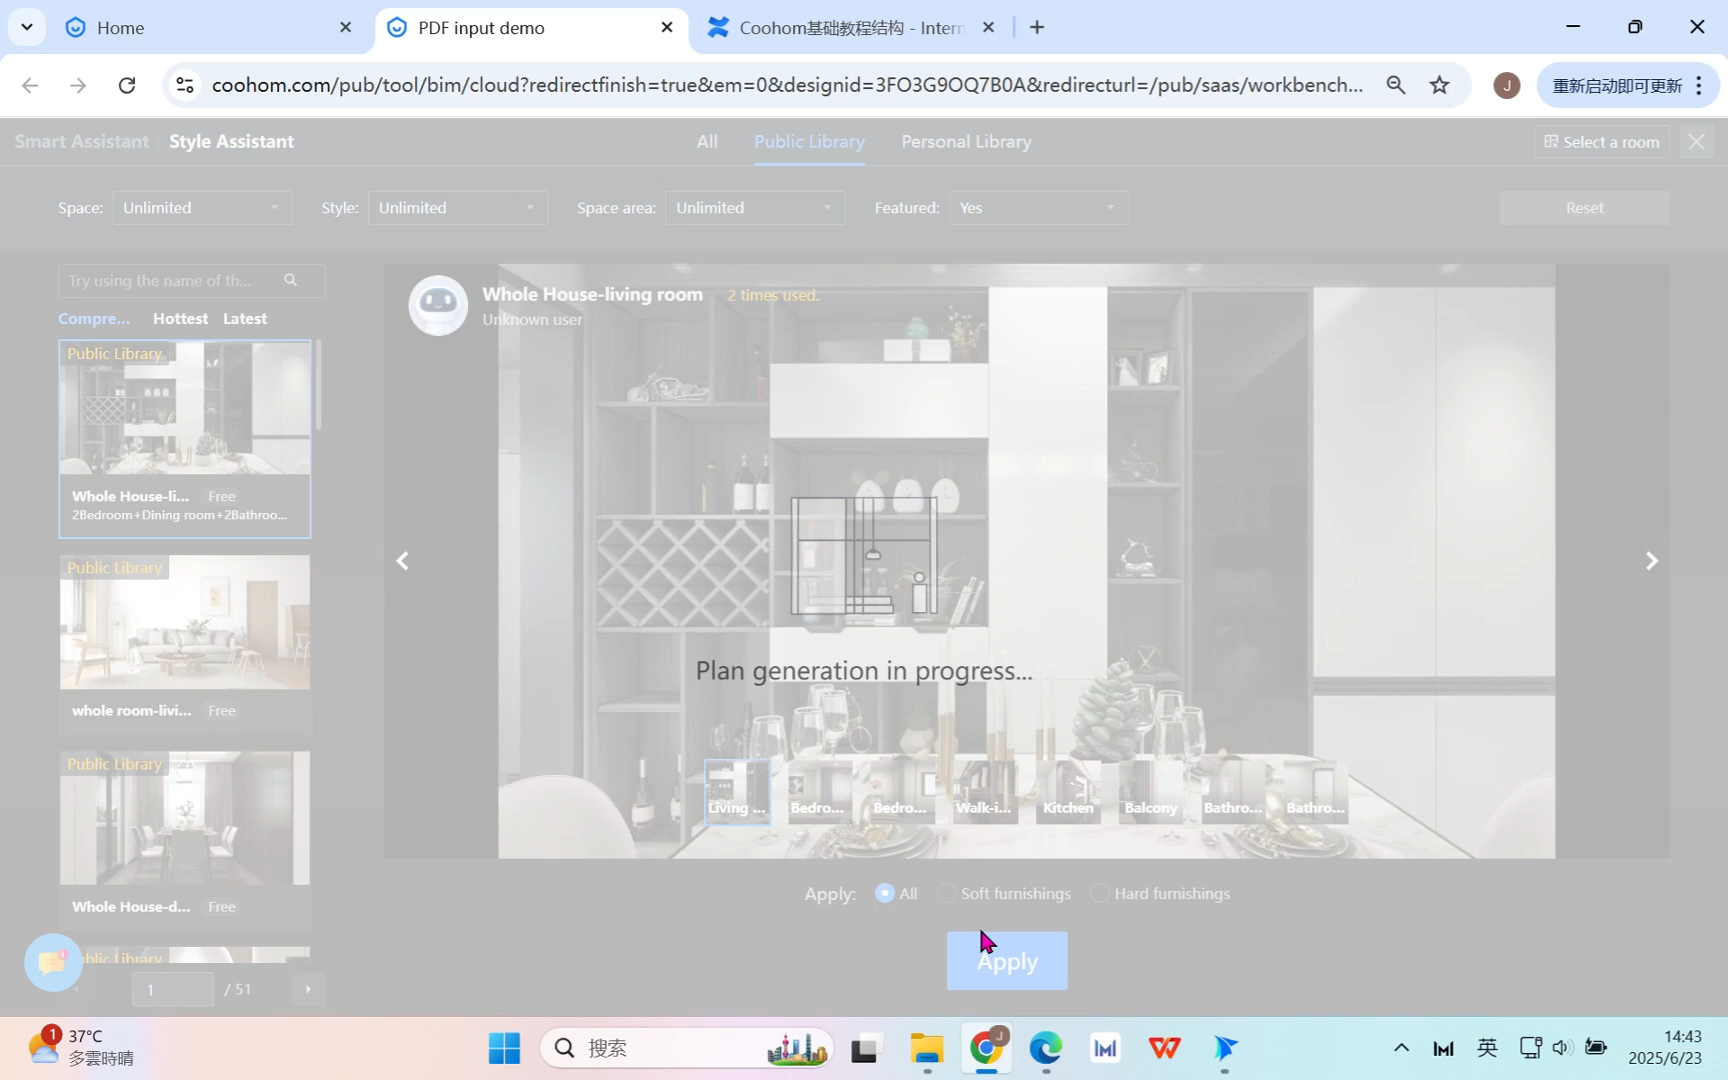 Home
PDF input demo
Coohom基础教程结构 - Intern
coohom.com/pub/tool/bim/cloud?redirectfinish=true&em=0&designid=3FO3G9OQ7B0A&redirecturl=/pub/saas/workbench...
J
重新启动即可更新
Smart Assistant
Style Assistant
All
Public Library
Personal Library
Select a room
Space:
Unlimited
Style:
Unlimited
Space area:
Unlimited
Featured:
Yes
Reset
Try using the name of th...
Compre...
Hottest
Latest
Public Library
Whole House-li...
Free
2Bedroom+Dining room+2Bathroo...
Public Library
whole room-livi...
Free
Public Library
Whole House-d...
Free
1
/ 51
Whole House-living room
2 times used.
Unknown user
Plan generation in progress...
Living ...
Bedro...
Bedro...
Walk-i...
Kitchen
Balcony
Bathro...
Bathro...
Apply:
All
Soft furnishings
Hard furnishings
Apply
1
37°C
多雲時晴
搜索
J
英
14:43
2025/6/23